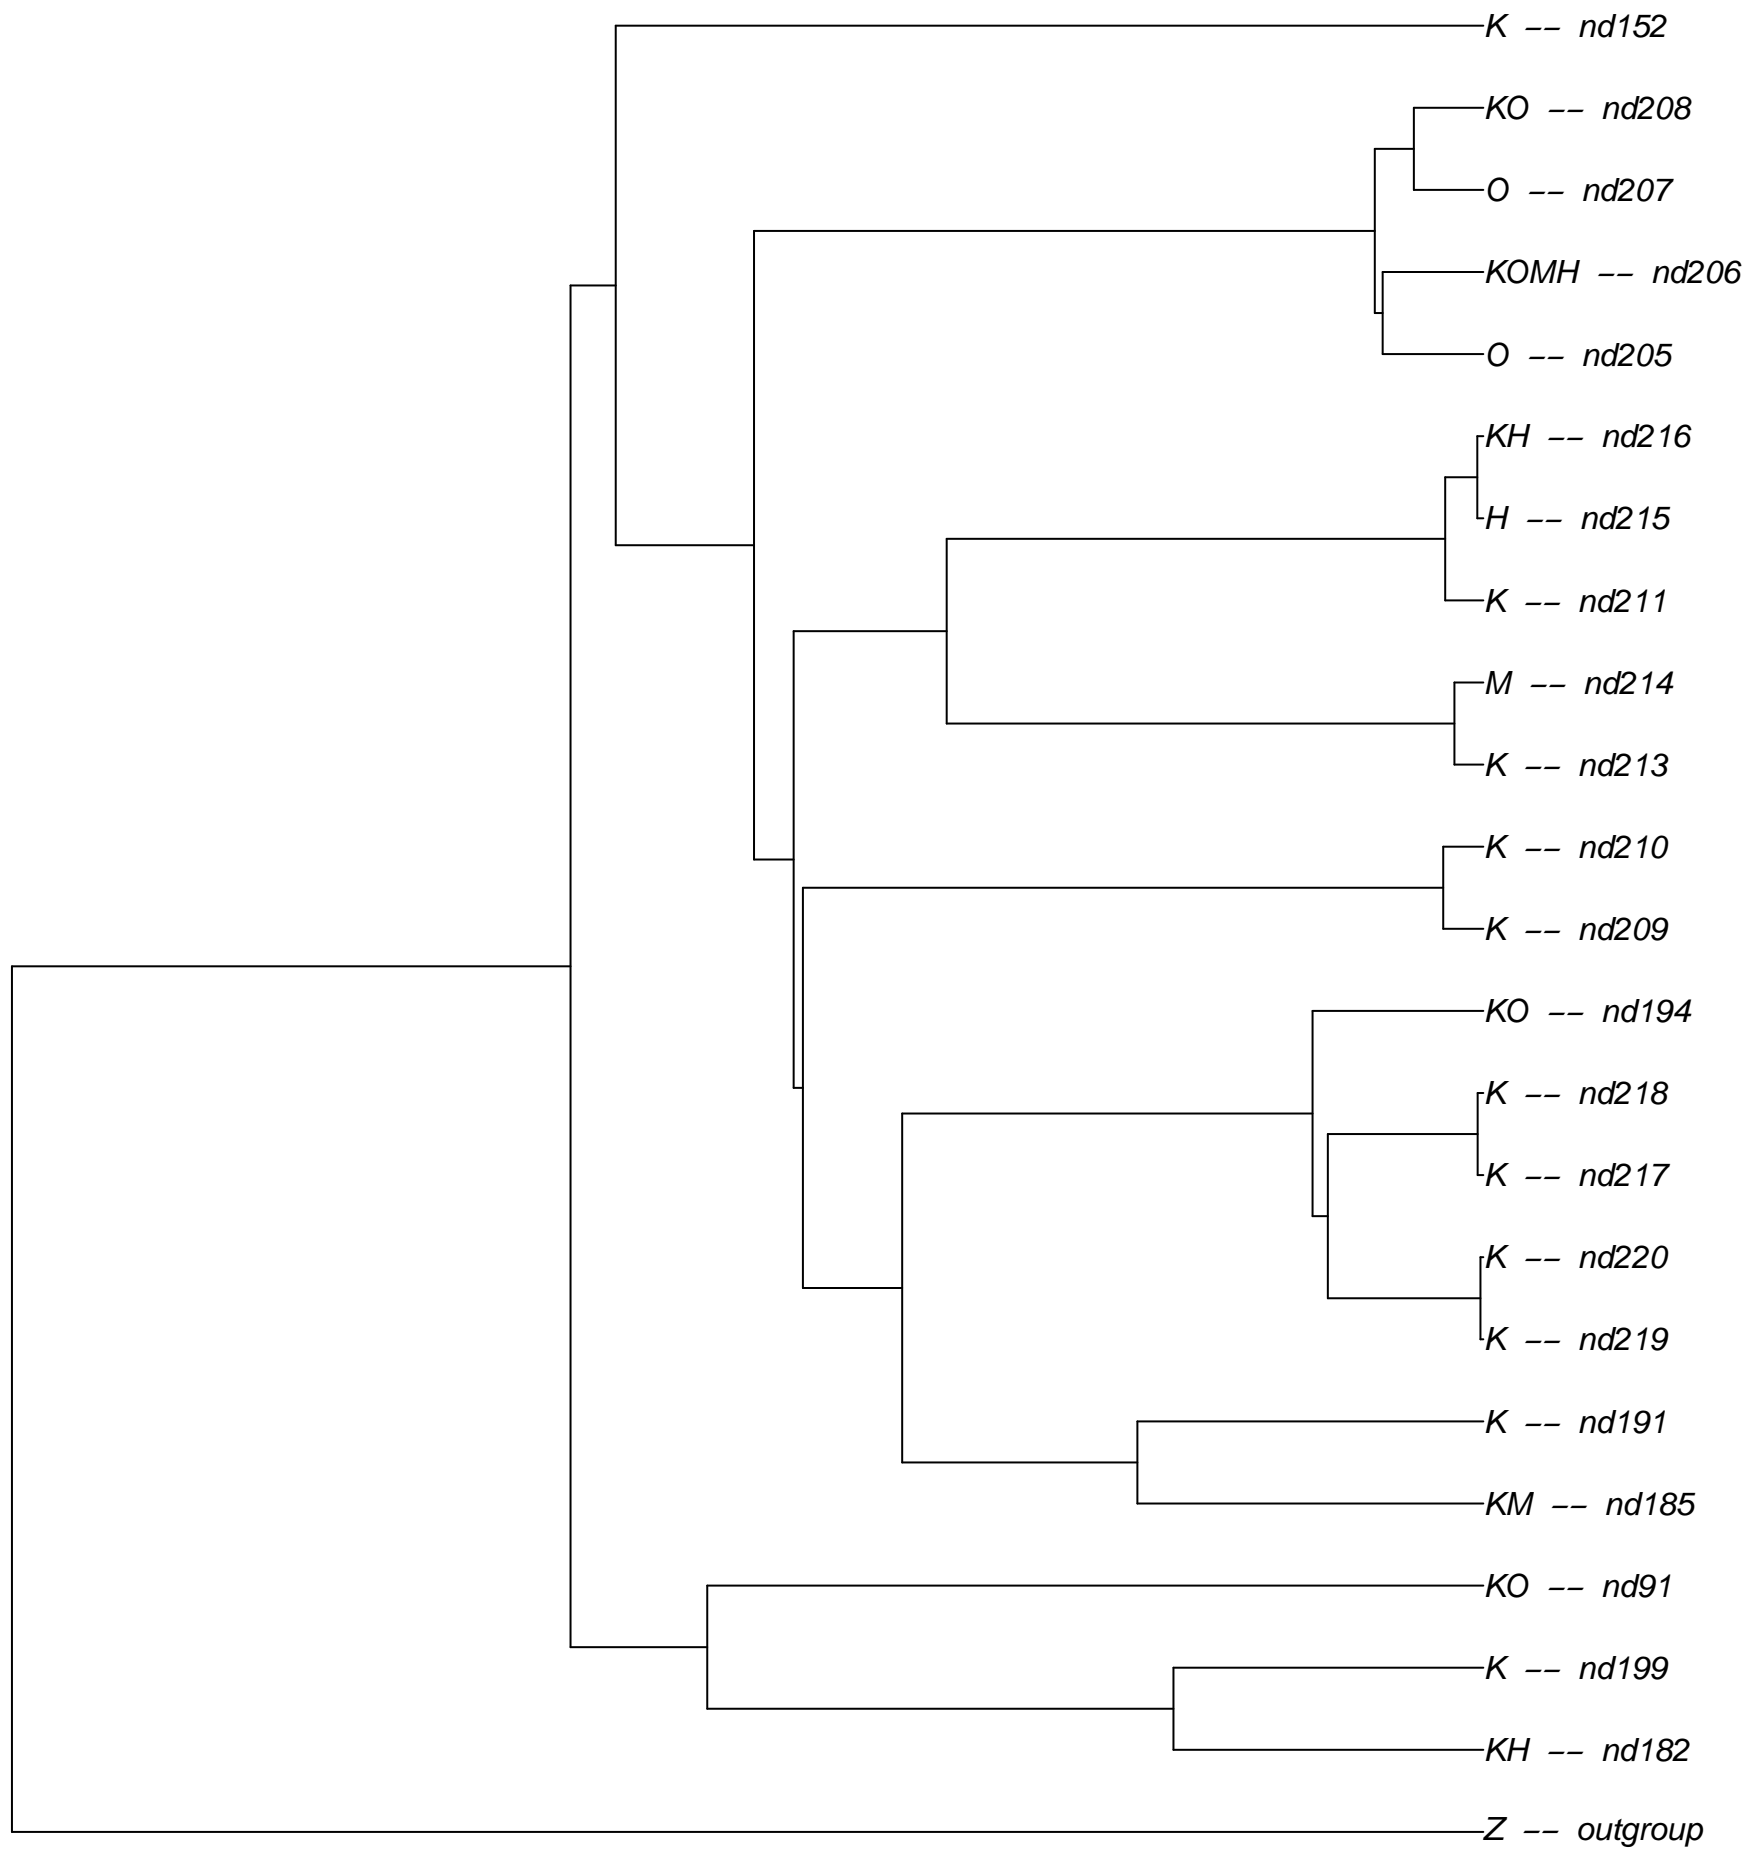 K -- nd152
KO -- nd208
O -- nd207
KOMH -- nd206
O -- nd205
KH -- nd216
H -- nd215
K -- nd211
M -- nd214
K -- nd213
K -- nd210
K -- nd209
KO -- nd194
K -- nd218
K -- nd217
K -- nd220
K -- nd219
K -- nd191
KM -- nd185
KO -- nd91
K -- nd199
KH -- nd182
Z -- outgroup